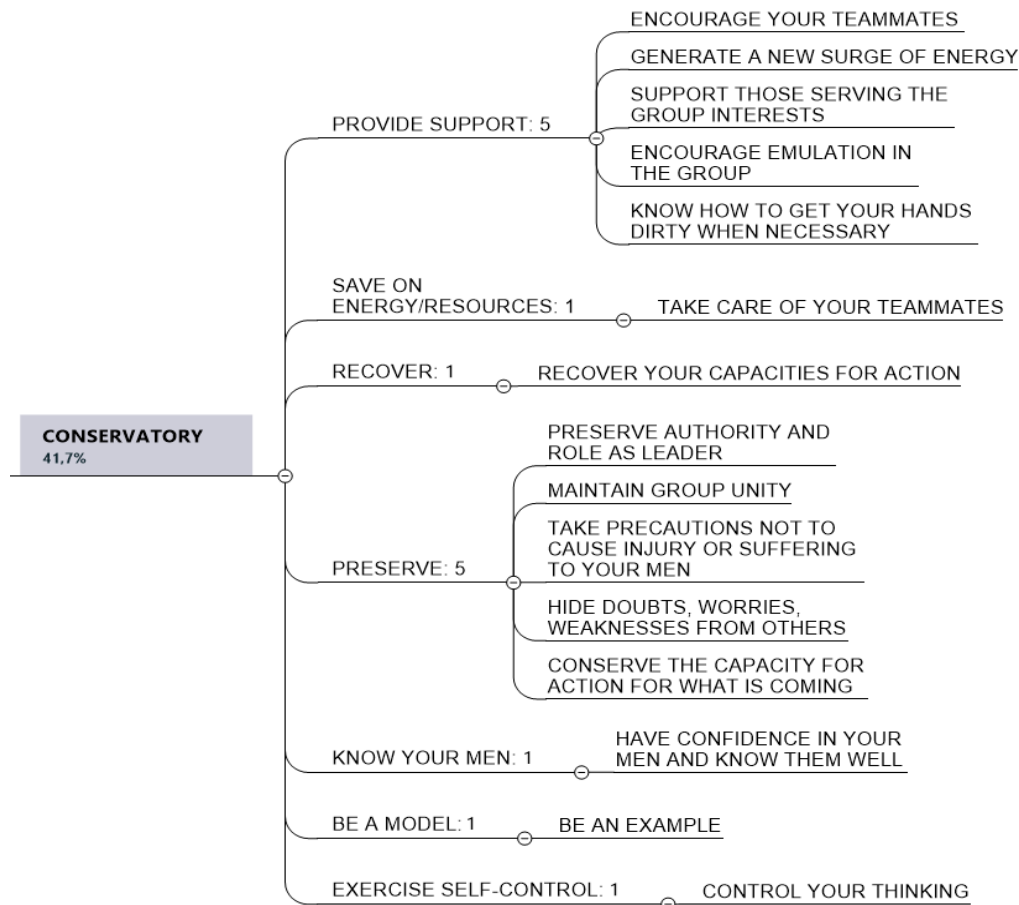 ENCOURAGE YOUR TEAMMATES
GENERATE A NEW SURGE OF ENERGY
SUPPORT THOSE SERVING THE
GROUP INTERESTS
PROVIDE SUPPORT: 5
ENCOURAGE EMULATION IN
THE GROUP
KNOW HOW TO GET YOUR HANDS
DIRTY WHEN NECESSARY
SAVE ON
ENERGY/RESOURCES: 1
TAKE CARE OF YOUR TEAMMATES
RECOVER: 1
RECOVER YOUR CAPACITIES FOR ACTION
CONSERVATORY
41,7%
PRESERVE AUTHORITY AND
ROLE AS LEADER
MAINTAIN GROUP UNITY
TAKE PRECAUTIONS NOT TO
CAUSE INJURY OR SUFFERING
TO YOUR MEN
PRESERVE: 5
HIDE DOUBTS, WORRIES,
WEAKNESSES FROM OTHERS
CONSERVE THE CAPACITY FOR
ACTION FOR WHAT IS COMING
KNOW YOUR MEN: 1
HAVE CONFIDENCE IN YOUR
MEN AND KNOW THEM WELL
BE A MODEL: 1
BE AN EXAMPLE
EXERCISE SELF-CONTROL: 1
CONTROL YOUR THINKING